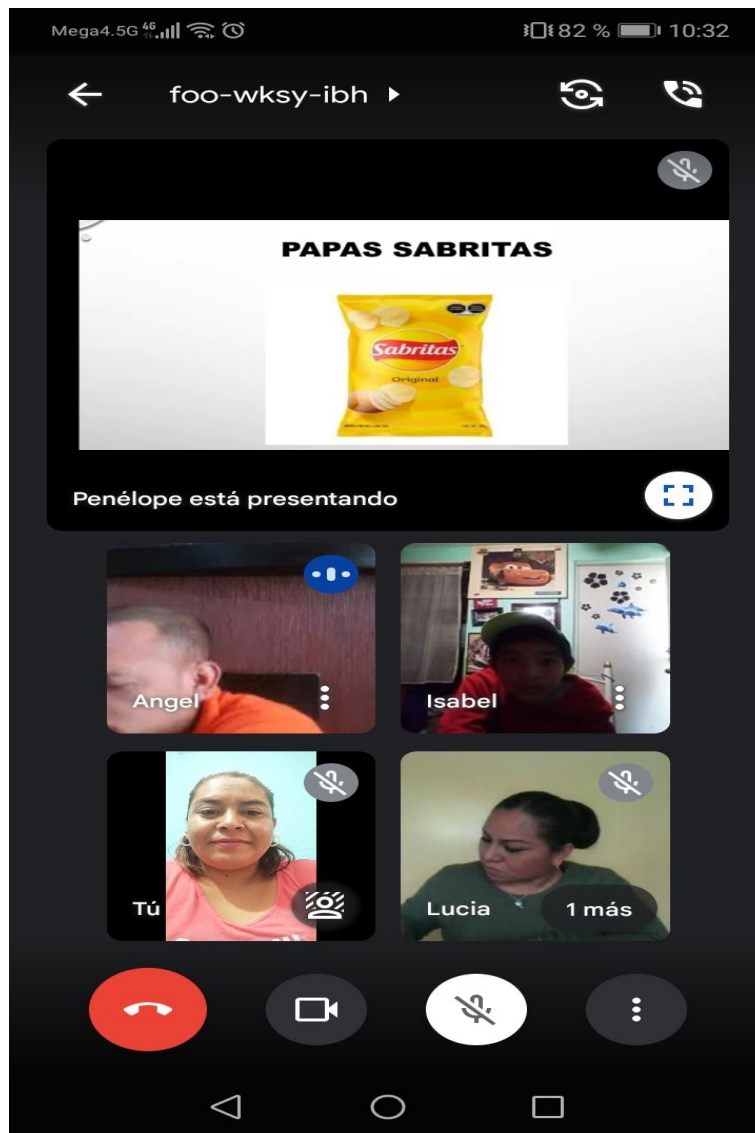 Mega4.5G 4G 82 % 10:32
foo-wksy-ibh
PAPAS SABRITAS
Sabritas
Original
Penélope está presentando
Angel
Isabel
Tú
Lucia 1 más